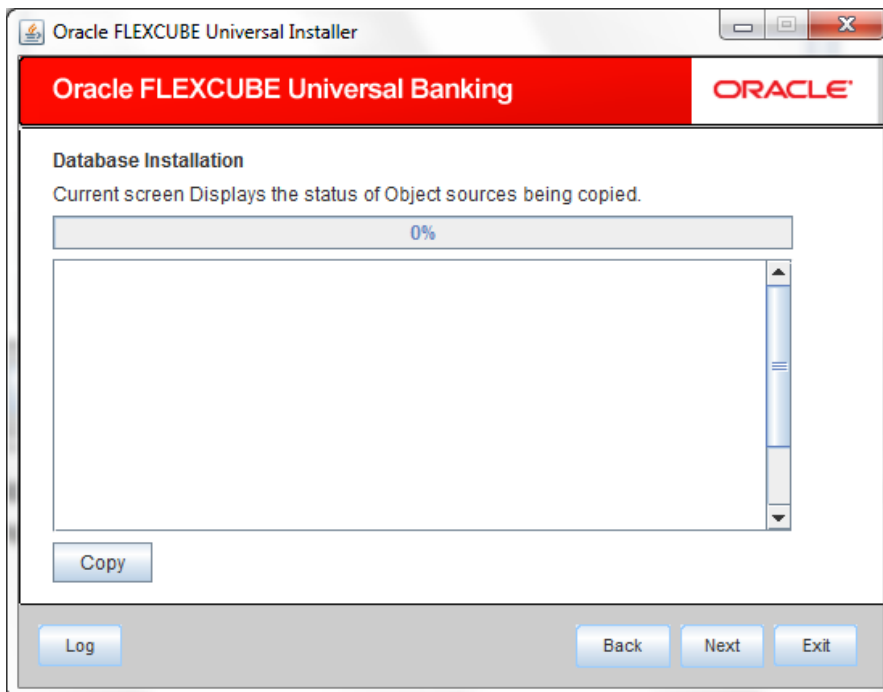 Oracle FLEXCUBE Universal Installer
Oracle FLEXCUBE Universal Banking
ORACLE®
Database Installation
Current screen Displays the status of Object sources being copied.
0%
Copy
Log
Back
Next
Exit